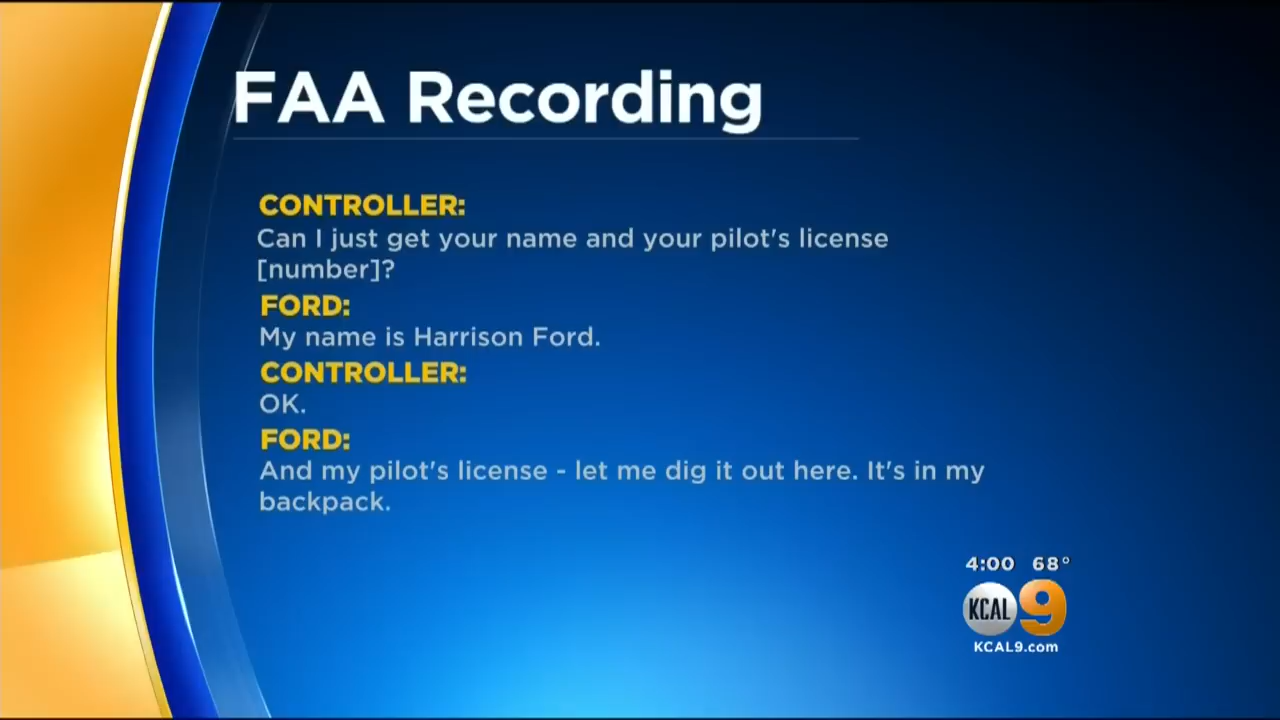 FAA Recording
CONTROLLER:
Can I just get your name and your pilot's license
[number]?
FORD:
My name is Harrison Ford.
CONTROLLER:
OK.
FORD:
And my pilot's license - let me dig it out here. It's in my
backpack.
4:00 68°
KCAL 9
KCAL9.com